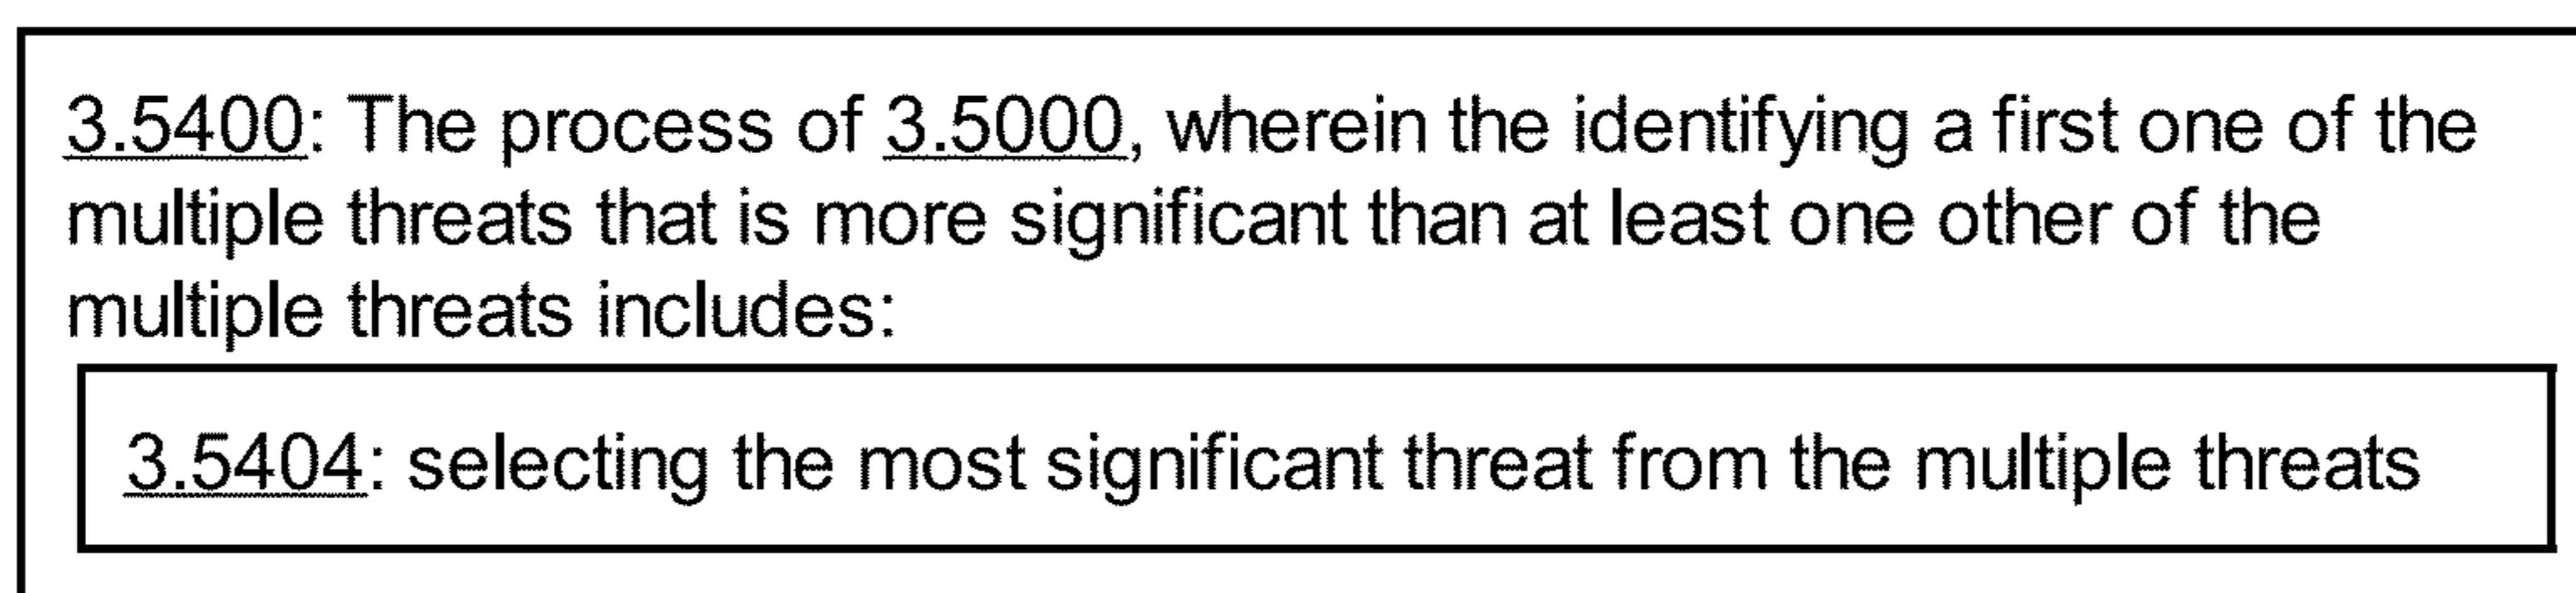 3.5400: The process of 3.5000, wherein the identifying a first one of the
multiple threats that is more significant than at least one other of the
multiple threats includes:
3.5404: selecting the most significant threat from the multiple threats